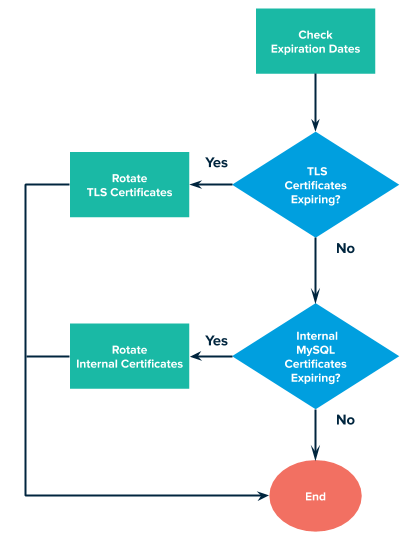 Check
Expiration Dates
TLS
Certificates
Expiring?
Yes
Rotate
TLS Certificates
No
Internal
MySQL
Certificates
Expiring?
Yes
Rotate
Internal Certificates
No
End